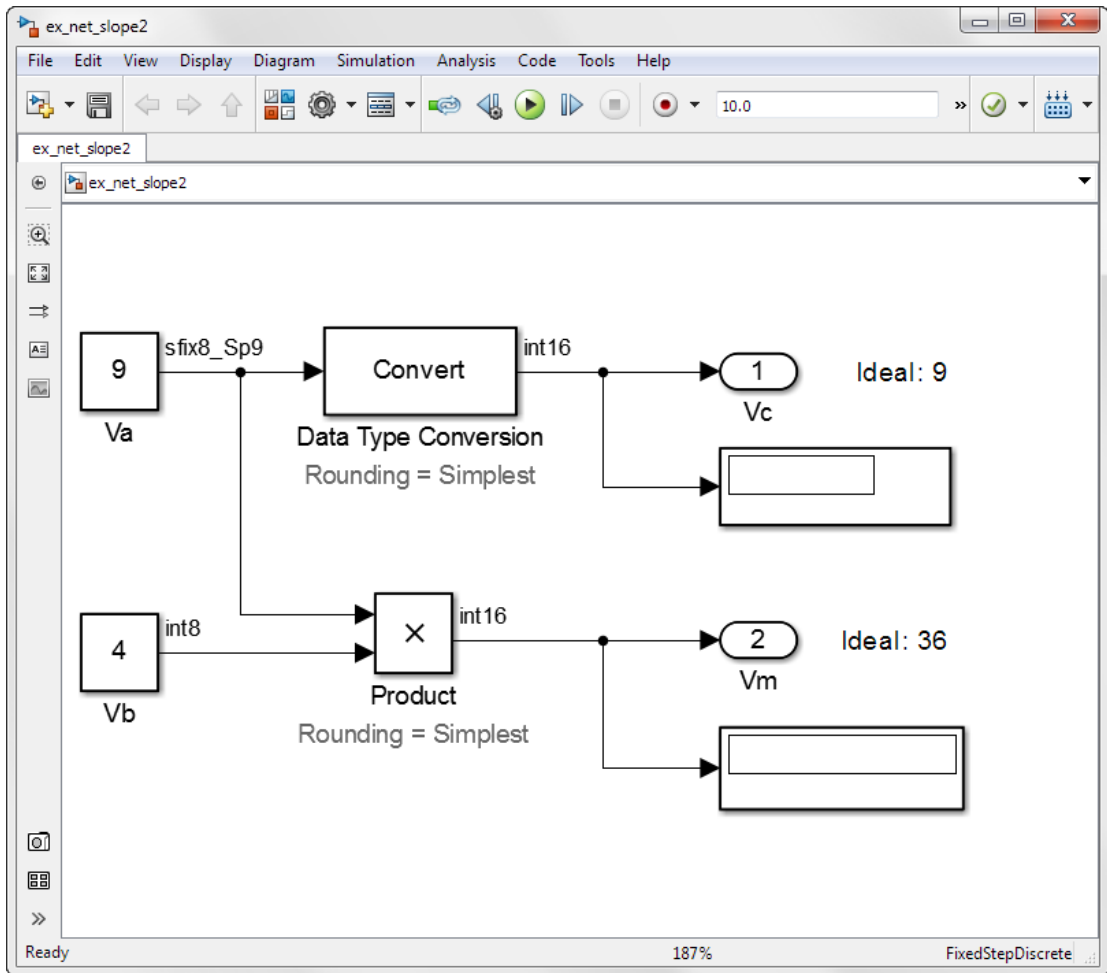 ex_net_slope2
File Edit View Display Diagram Simulation Analysis Code Tools Help
10.0 »
ex_net_slope2
ex_net_slope2
9
sfix8_Sp9
Convert
int16
1
Ideal: 9
Va
Data Type Conversion
Vc
Rounding = Simplest
4
int8
×
int16
2
Ideal: 36
Vb
Product
Vm
Rounding = Simplest
Ready 187% FixedStepDiscrete